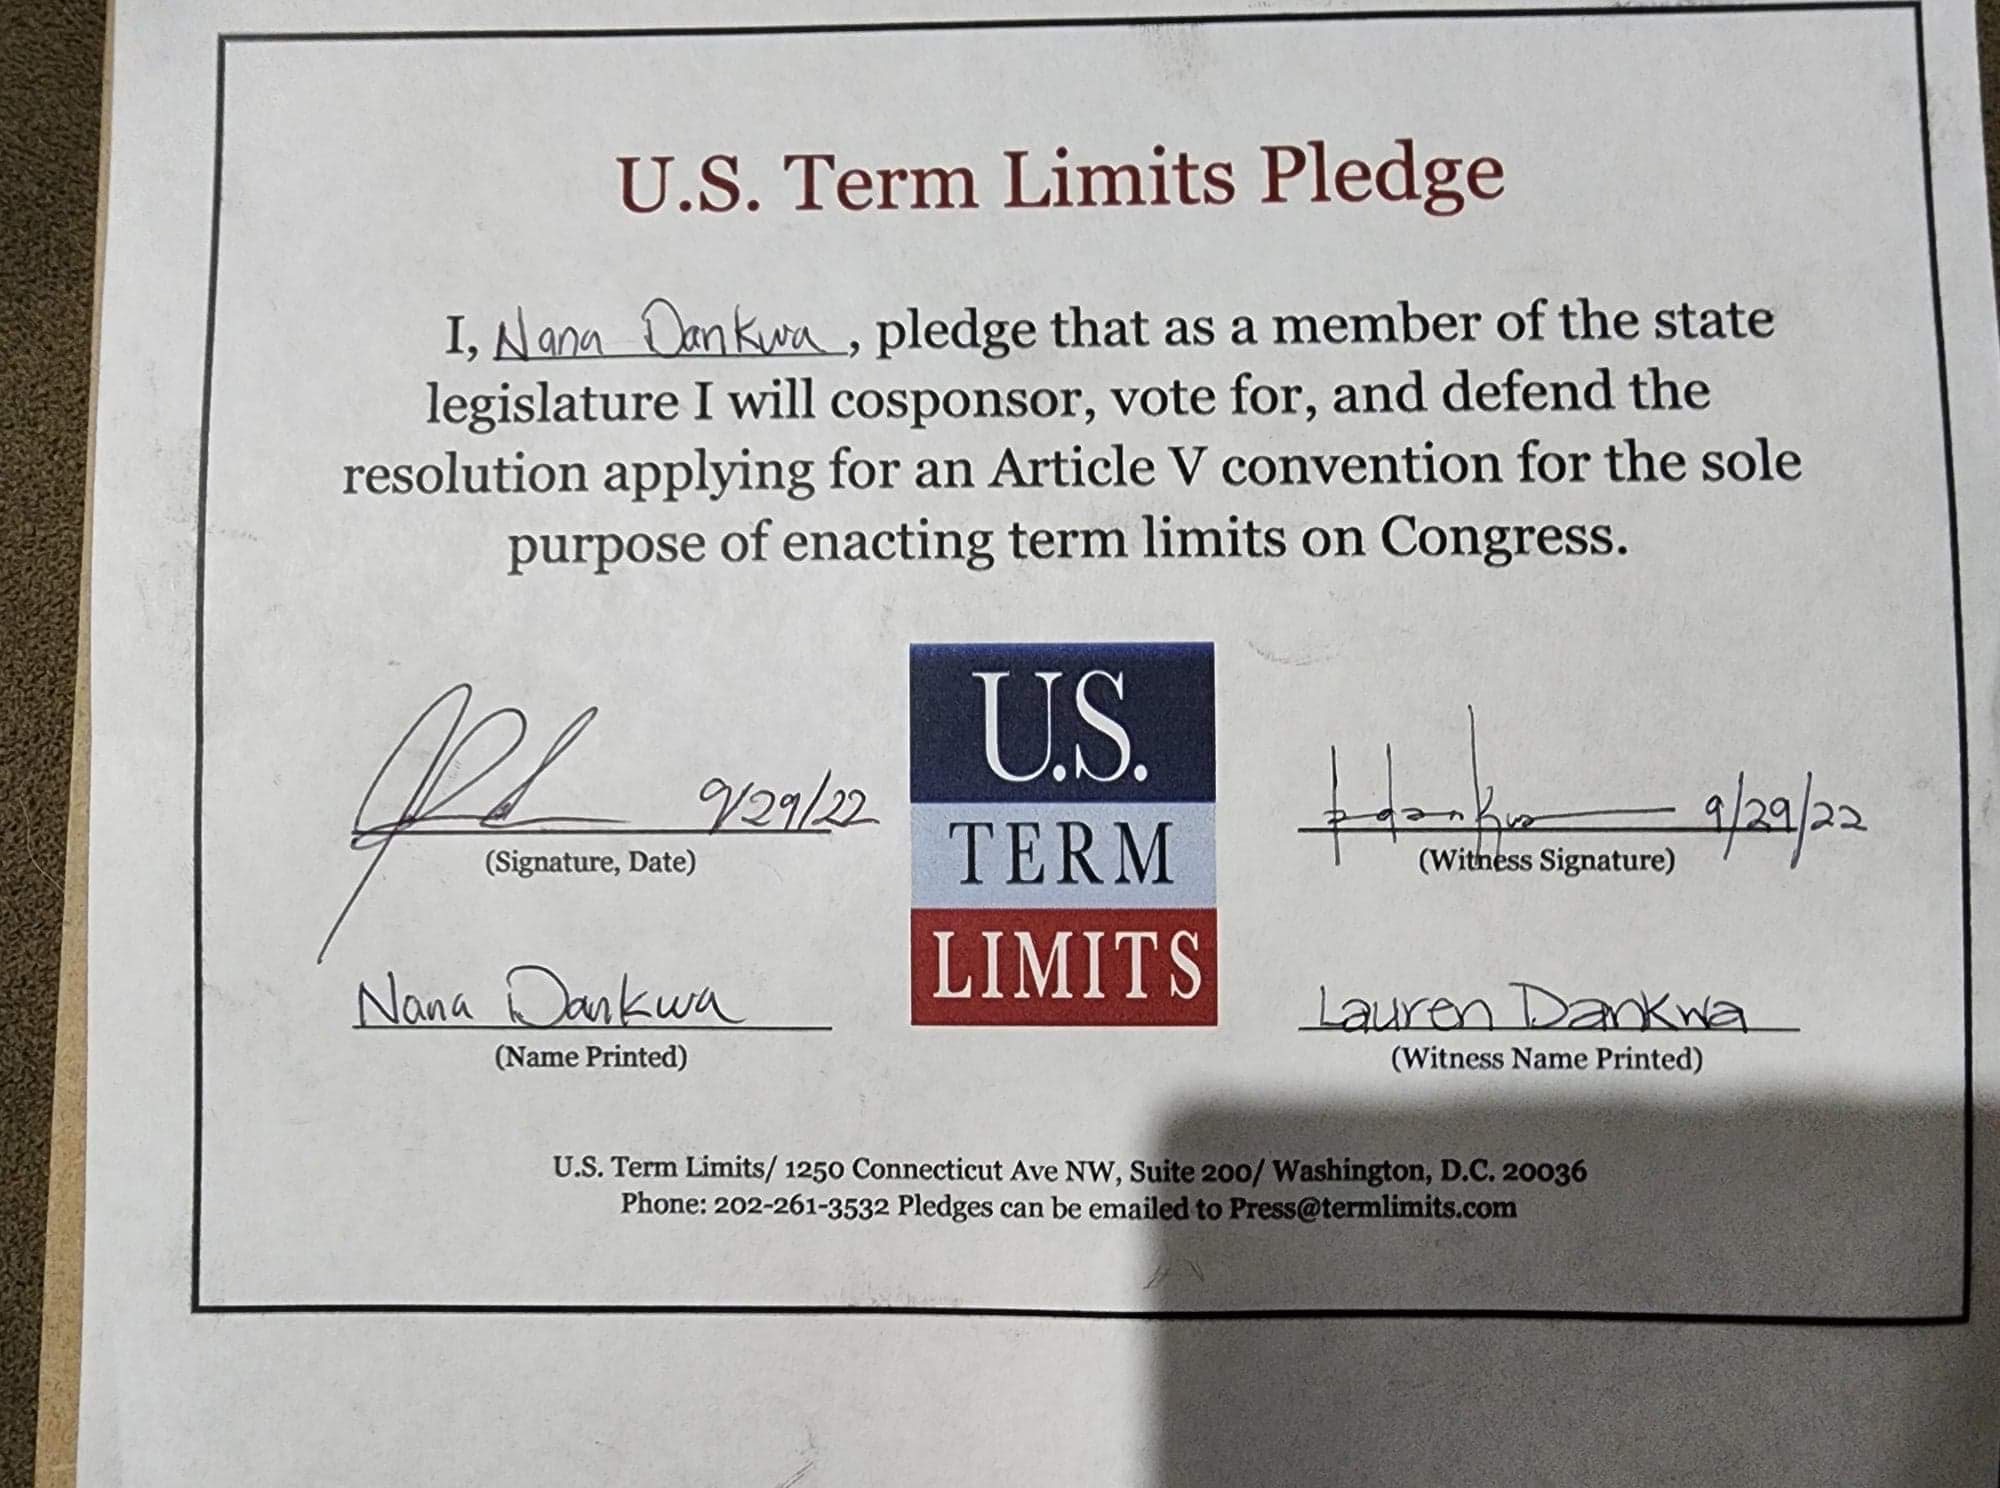 U.S. Term Limits Pledge
I, Nana Dankwa, pledge that as a member of the state
legislature I will cosponsor, vote for, and defend the
resolution applying for an Article V convention for the sole
purpose of enacting term limits on Congress.
9/29/22
(Signature, Date)
Nana Dankwa
(Name Printed)
U.S.
TERM
LIMITS
dankwa 9/29/22
(Witness Signature)
Lauren Dankwa
(Witness Name Printed)
U.S. Term Limits/ 1250 Connecticut Ave NW, Suite 200/ Washington, D.C. 20036
Phone: 202-261-3532 Pledges can be emailed to Press@termlimits.com